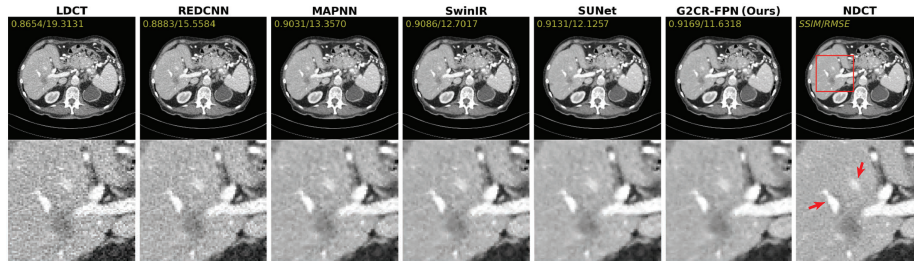 LDCT REDCNN MAPNN SwinIR SUNet G2CR-FPN (Ours) NDCT
0.8654/19.3131 0.8883/15.5584 0.9031/13.3570 0.9086/12.7017 0.9131/12.1257 0.9169/11.6318 SSIM/RMSE